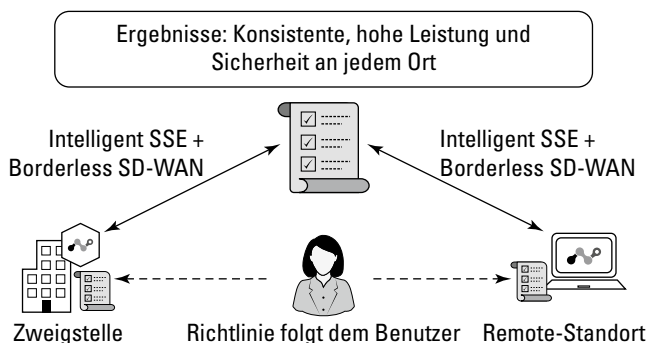 Ergebnisse: Konsistente, hohe Leistung und
Sicherheit an jedem Ort
Intelligent SSE +
Borderless SD-WAN
Intelligent SSE +
Borderless SD-WAN
Zweigstelle
Richtlinie folgt dem Benutzer
Remote-Standort